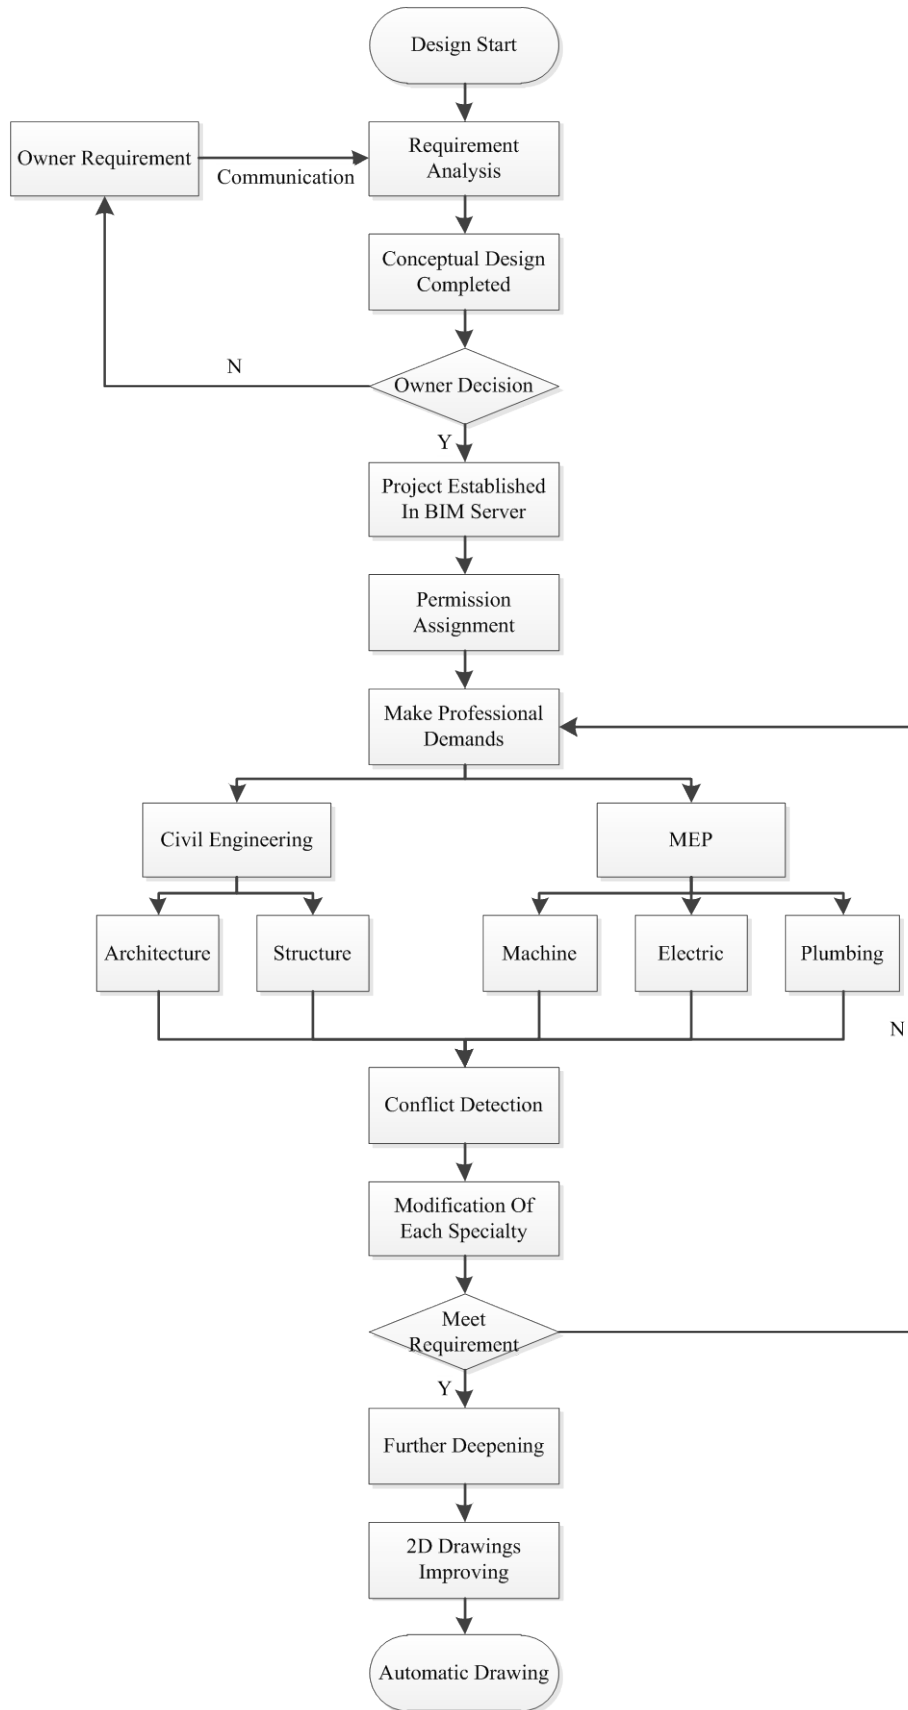 Design Start
Owner Requirement
Communication
Requirement
Analysis
Conceptual Design
Completed
N
Owner Decision
Y
Project Established
In BIM Server
Permission
Assignment
Make Professional
Demands
Civil Engineering
MEP
Architecture
Structure
Machine
Electric
Plumbing
N
Conflict Detection
Modification Of
Each Specialty
Meet
Requirement
Y
Further Deepening
2D Drawings
Improving
Automatic Drawing